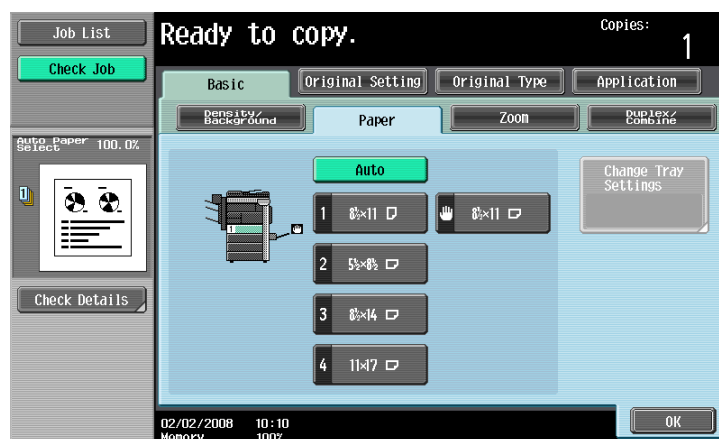 Job List
Check Job
Ready to copy.
Copies:
1
Basic
Original Setting
Original Type
Application
Density/
Background
Paper
Zoom
Duplex/
Combine
Auto Paper
Select
100.0%
1
Check Details
Auto
1 8½×11
8½×11
2 5½×8½
3 8½×14
4 11×17
1
Change Tray
Settings
02/02/2008 10:10
Memory 100%
OK